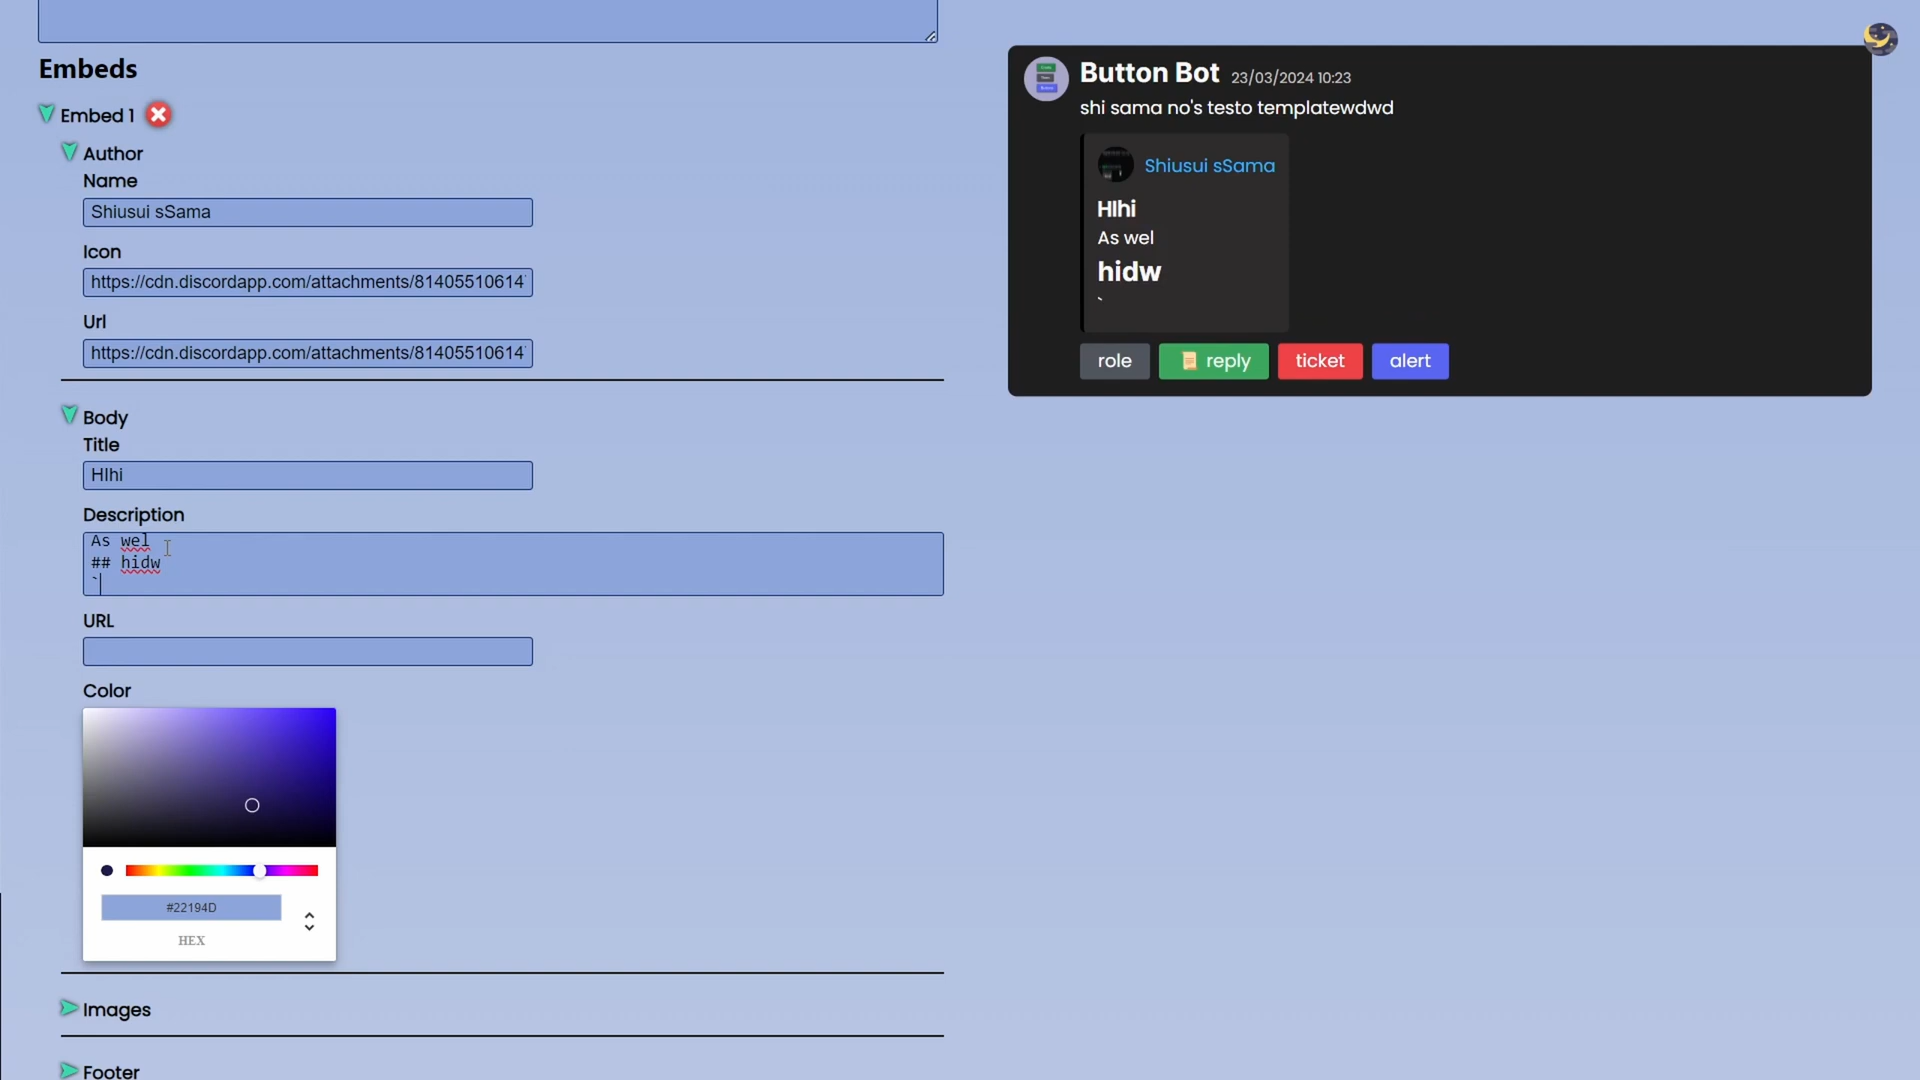 Embeds
Embed 1
Author
Name
Shiusui sSama
Icon
https://cdn.discordapp.com/attachments/81405510614
Url
https://cdn.discordapp.com/attachments/81405510614
Body
Title
HIhi
Description
As wel
## hidw
`
URL
Color
#22194D
HEX
Images
Footer
Button Bot 23/03/2024 10:23
shi sama no's testo templatewdwd
Shiusui sSama
HIhi
As wel
hidw
`
role reply ticket alert